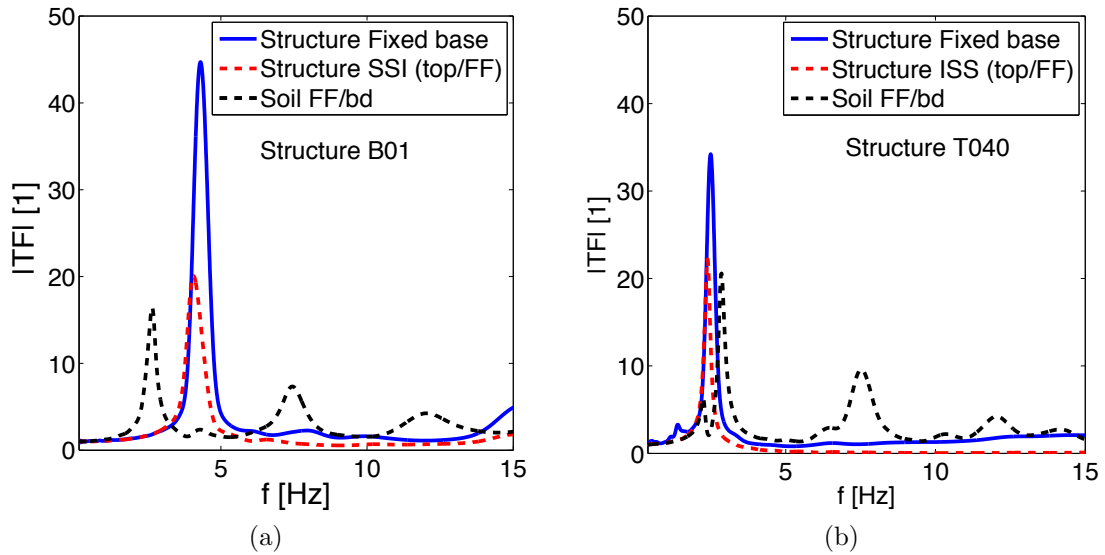 50
40
30
20
10
0
|TF| [1]
Structure Fixed base
Structure SSI (top/FF)
Soil FF/bd
Structure B01
5
10
15
f [Hz]
(a)
50
40
30
20
10
0
|TF| [1]
Structure Fixed base
Structure ISS (top/FF)
Soil FF/bd
Structure T040
5
10
15
f [Hz]
(b)